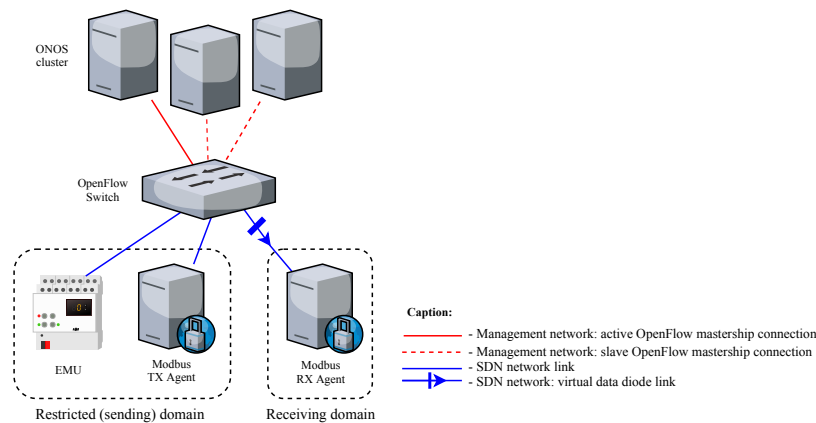 ONOS
cluster
OpenFlow
Switch
EMU
Modbus
TX Agent
Modbus
RX Agent
Restricted (sending) domain
Receiving domain
Caption:
- Management network: active OpenFlow mastership connection
- Management network: slave OpenFlow mastership connection
- SDN network link
- SDN network: virtual data diode link